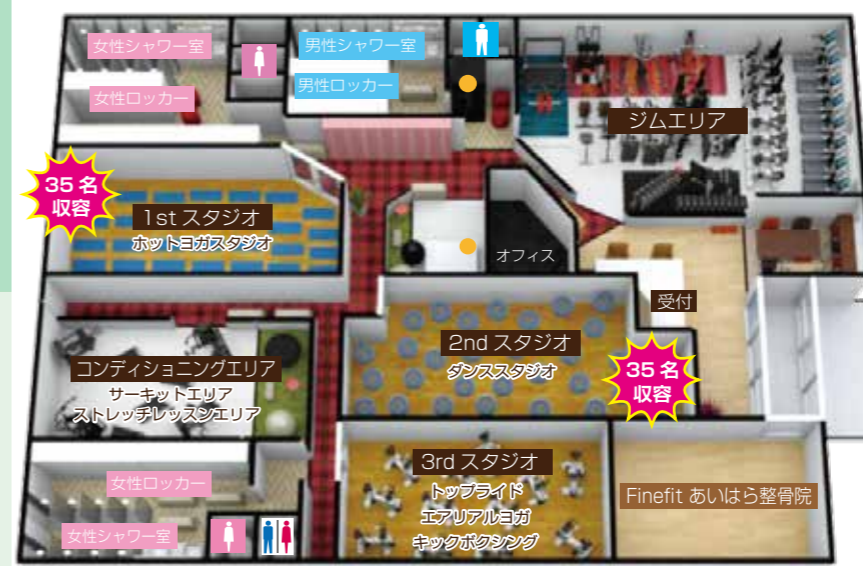 女性シャワー室
男性シャワー室
女性ロッカー
男性ロッカー
ジムエリア
35 名
収容
1st スタジオ
ホットヨガスタジオ
オフィス
受付
2nd スタジオ
ダンススタジオ
35 名
収容
コンディショニングエリア
サーキットエリア
ストレッチレッスンエリア
3rd スタジオ
トップライド
エアリアルヨガ
キックボクシング
Finefit あいはら整骨院
女性ロッカー
女性シャワー室